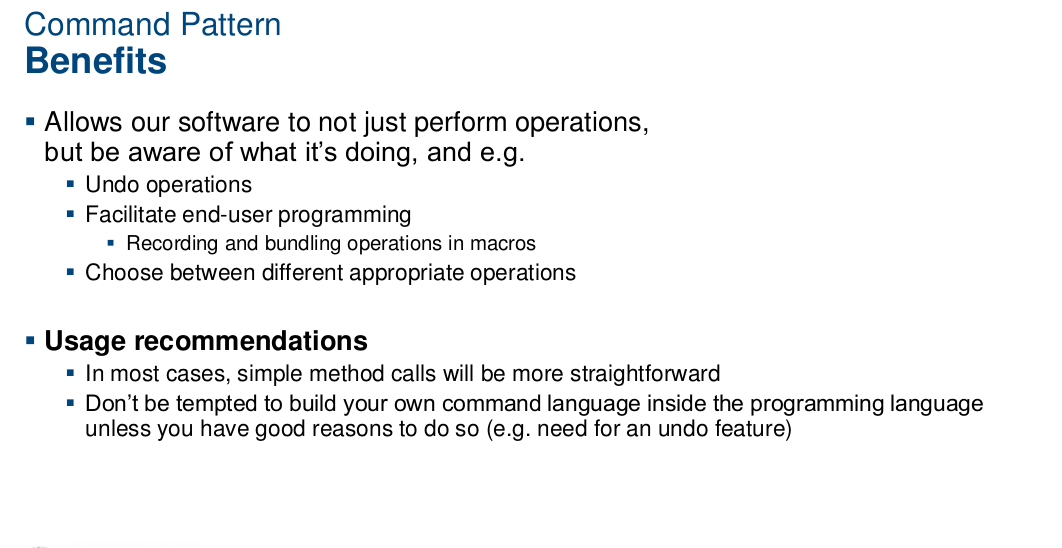 Command Pattern
Benefits
Allows our software to not just perform operations,
but be aware of what it's doing, and e.g.
Undo operations
Facilitate end-user programming
Recording and bundling operations in macros
Choose between different appropriate operations
Usage recommendations
In most cases, simple method calls will be more straightforward
Don't be tempted to build your own command language inside the programming language
unless you have good reasons to do so (e.g. need for an undo feature)